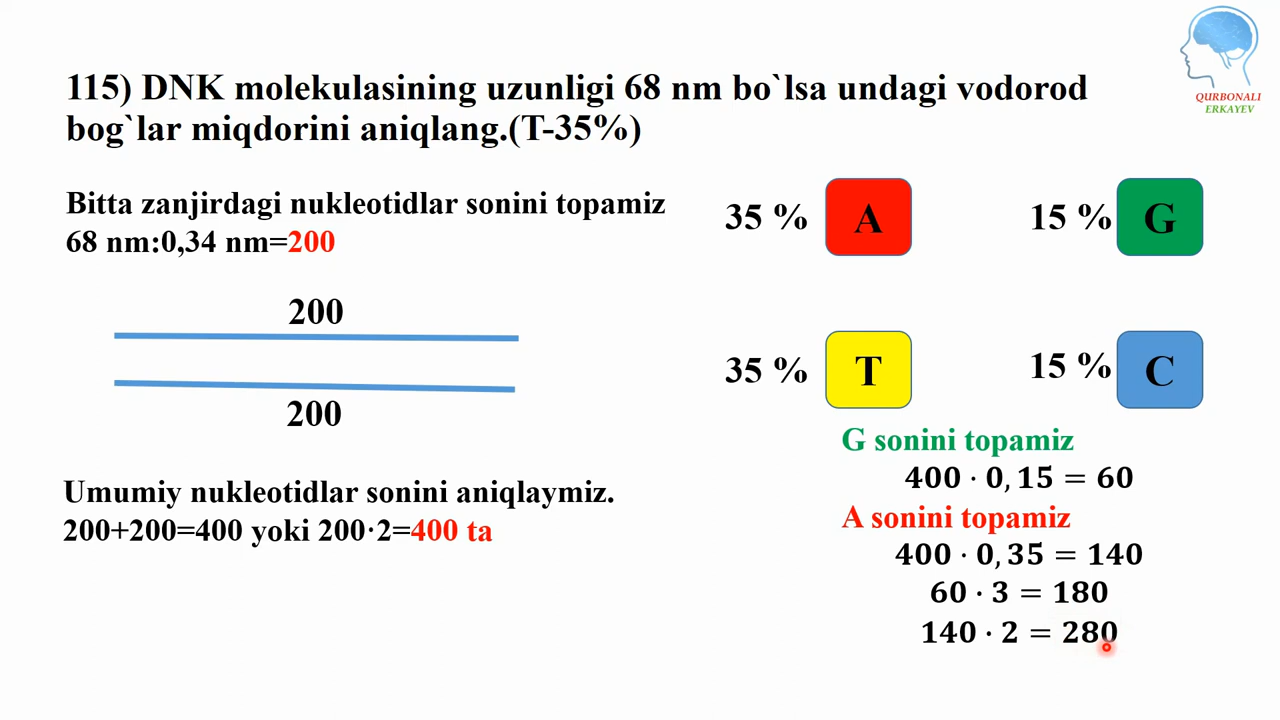 QURBONALI
ERKAYEV
115) DNK molekulasining uzunligi 68 nm bo`lsa undagi vodorod
bog`lar miqdorini aniqlang.(T-35%)
Bitta zanjirdagi nukleotidlar sonini topamiz
68 nm:0,34 nm=200
200
200
Umumiy nukleotidlar sonini aniqlaymiz.
200+200=400 yoki 200·2=400 ta
35 % A
15 % G
35 % T
15 % C
G sonini topamiz
400 · 0,15 = 60
A sonini topamiz
400 · 0,35 = 140
60 · 3 = 180
140 · 2 = 280